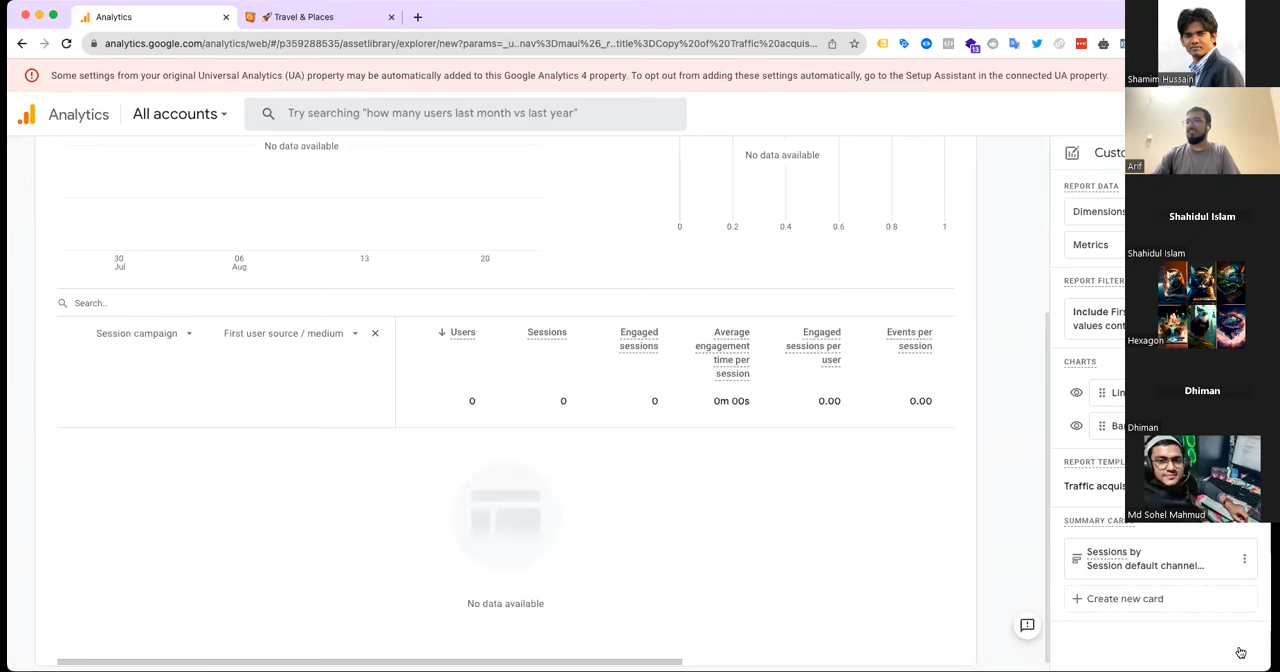 Analytics
🚀 Travel & Places
analytics.google.com/analytics/web/#/p359288535/assetlibrary/explorer/new?params=_u..nav%3Dmaui%26_r..title%3DCopy%20of%20Traffic%20acquis...
13
Some settings from your original Universal Analytics (UA) property may be automatically added to this Google Analytics 4 property. To opt out from adding these settings automatically, go to the Setup Assistant in the connected UA property.
Analytics
All accounts
Try searching "how many users last month vs last year"
No data available
30
Jul
06
Aug
13
20
No data available
0
0.2
0.4
0.6
0.8
1
Search...
Session campaign
First user source / medium
Users
Sessions
Engaged
sessions
Average
engagement
time per
session
Engaged
sessions per
user
Events per
session
0
0
0
0m 00s
0.00
0.00
No data available
Custo
REPORT DATA
Dimensions
Metrics
REPORT FILTER
Include Firs
values cont
CHARTS
Lin
Ba
REPORT TEMPL
Traffic acquis
SUMMARY CAR
Sessions by
Session default channel...
+ Create new card
Shamim Hussain
Arif
Shahidul Islam
Shahidul Islam
Hexagon
Dhiman
Dhiman
Md Sohel Mahmud